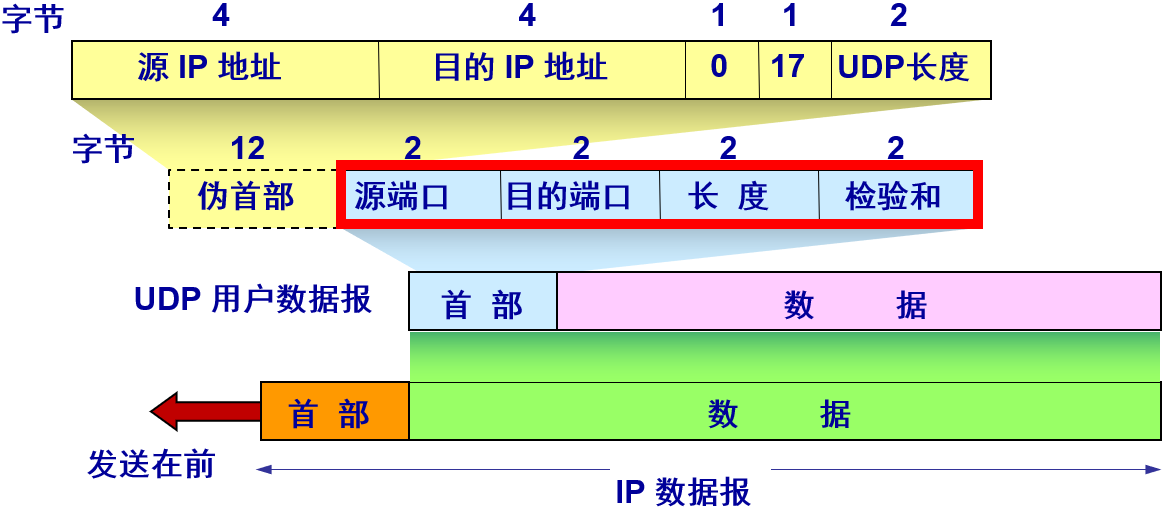 字节 4 4 1 1 2
源 IP 地址 目的 IP 地址 0 17 UDP长度
字节 12 2 2 2 2
伪首部 源端口 目的端口 长 度 检验和
UDP 用户数据报 首 部 数 据
首 部 数 据
发送在前
IP 数据报